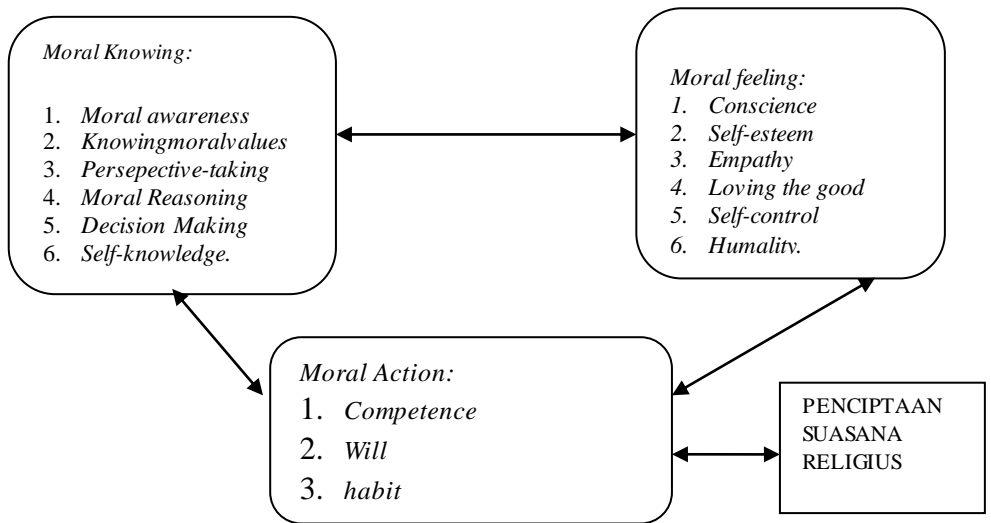 Moral Knowing:
1. Moral awareness
2. Knowingmoralvalues
3. Persepective-taking
4. Moral Reasoning
5. Decision Making
6. Self-knowledge.
Moral feeling:
1. Conscience
2. Self-esteem
3. Empathy
4. Loving the good
5. Self-control
6. Humality.
Moral Action:
1. Competence
2. Will
3. habit
PENCIPTAAN
SUASANA
RELIGIUS